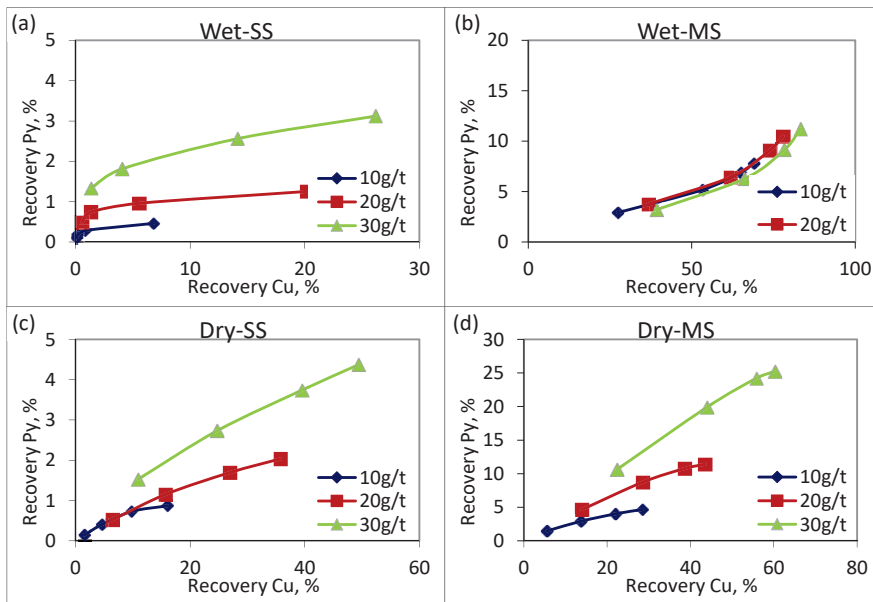 (a)
Wet-SS
5
4
3
2
1
0
0
10
20
30
Recovery Py, %
Recovery Cu, %
10g/t
20g/t
30g/t
(b)
Wet-MS
20
15
10
5
0
0
50
100
Recovery Py, %
Recovery Cu, %
10g/t
20g/t
(c)
Dry-SS
5
4
3
2
1
0
0
20
40
60
Recovery Py, %
Recovery Cu, %
10g/t
20g/t
30g/t
(d)
Dry-MS
30
25
20
15
10
5
0
0
20
40
60
80
Recovery Py, %
Recovery Cu, %
10g/t
20g/t
30g/t